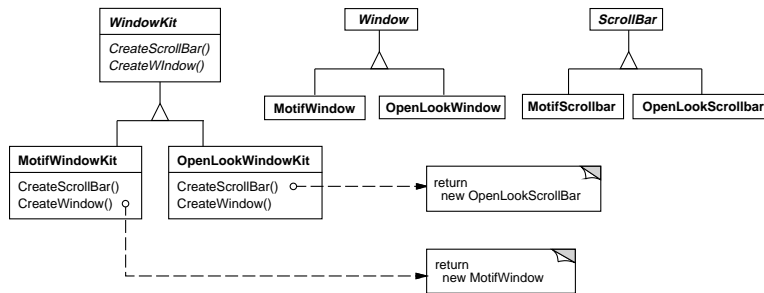 WindowKit
CreateScrollBar()
CreateWIndow()
Window
ScrollBar
MotifWindow
OpenLookWindow
MotifScrollbar
OpenLookScrollbar
MotifWindowKit
CreateScrollBar()
CreateWindow()
OpenLookWindowKit
CreateScrollBar()
CreateWindow()
return
new OpenLookScrollBar
return
new MotifWindow